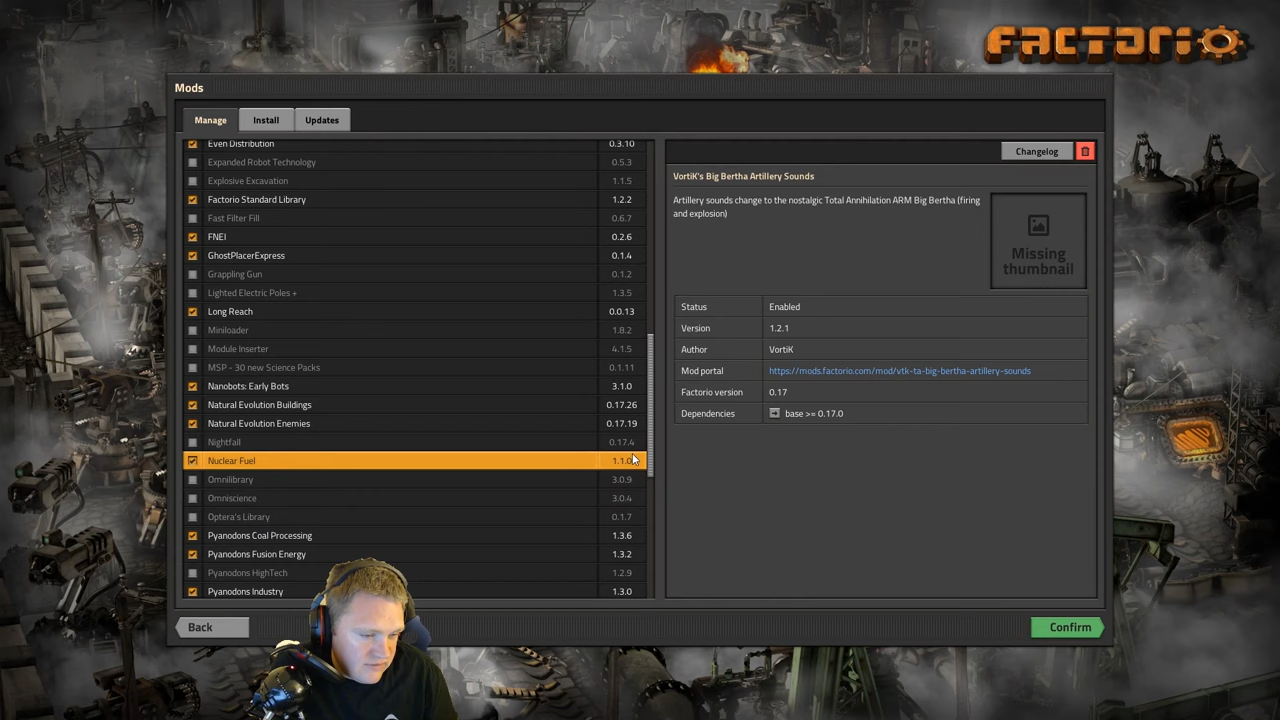 FACTORIO
Mods
Manage Install Updates
Even Distribution 0.3.10
Expanded Robot Technology 0.5.3
Explosive Excavation 1.1.5
Factorio Standard Library 1.2.2
Fast Filter Fill 0.6.7
FNEI 0.2.6
GhostPlacerExpress 0.1.4
Grappling Gun 0.1.2
Lighted Electric Poles + 1.3.5
Long Reach 0.0.13
Miniloader 1.8.2
Module Inserter 4.1.5
MSP - 30 new Science Packs 0.1.11
Nanobots: Early Bots 3.1.0
Natural Evolution Buildings 0.17.26
Natural Evolution Enemies 0.17.19
Nightfall 0.17.4
Nuclear Fuel 1.1.0
Omnilibrary 3.0.9
Omniscience 3.0.4
Optera's Library 0.1.7
Pyanodons Coal Processing 1.3.6
Pyanodons Fusion Energy 1.3.2
Pyanodons HighTech 1.2.9
Pyanodons Industry 1.3.0
Changelog
VortiK's Big Bertha Artillery Sounds
Artillery sounds change to the nostalgic Total Annihilation ARM Big Bertha (firing
and explosion)
Missing
thumbnail
Status Enabled
Version 1.2.1
Author VortiK
Mod portal https://mods.factorio.com/mod/vtk-ta-big-bertha-artillery-sounds
Factorio version 0.17
Dependencies base >= 0.17.0
Back
Confirm